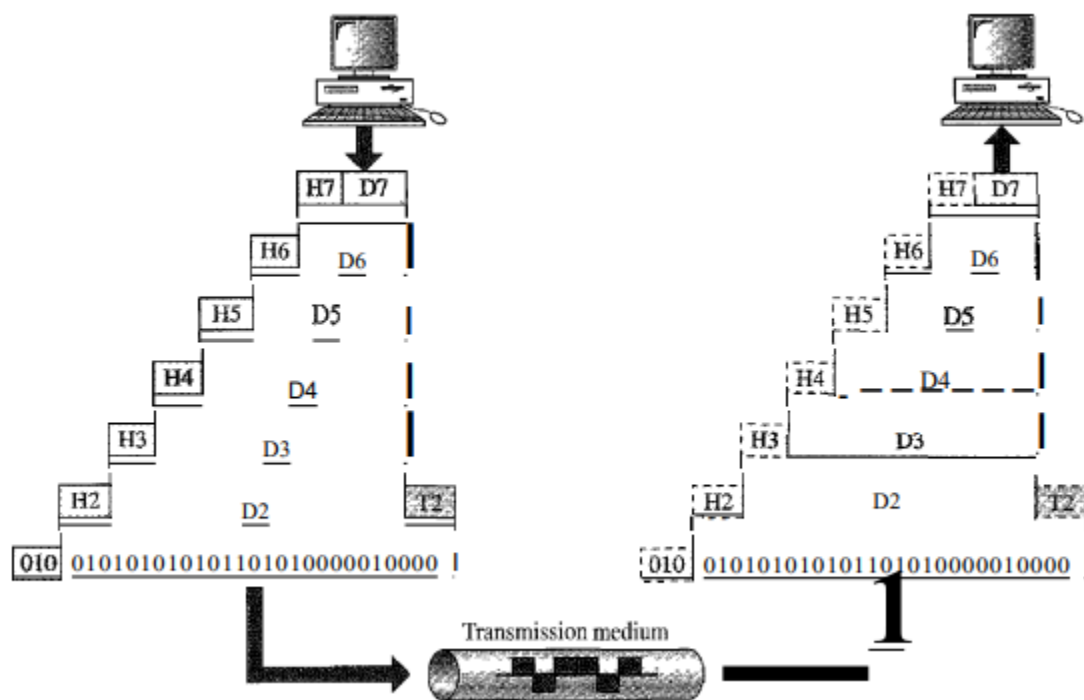 H7 D7 H7 D7
H6 D6 H6 D6
H5 D5 H5 D5
H4 D4 H4 D4
H3 D3 H3 D3
H2 D2 T2 H2 D2 T2
010 010101010101101010000010000 010 010101010101101010000010000
1
Transmission medium